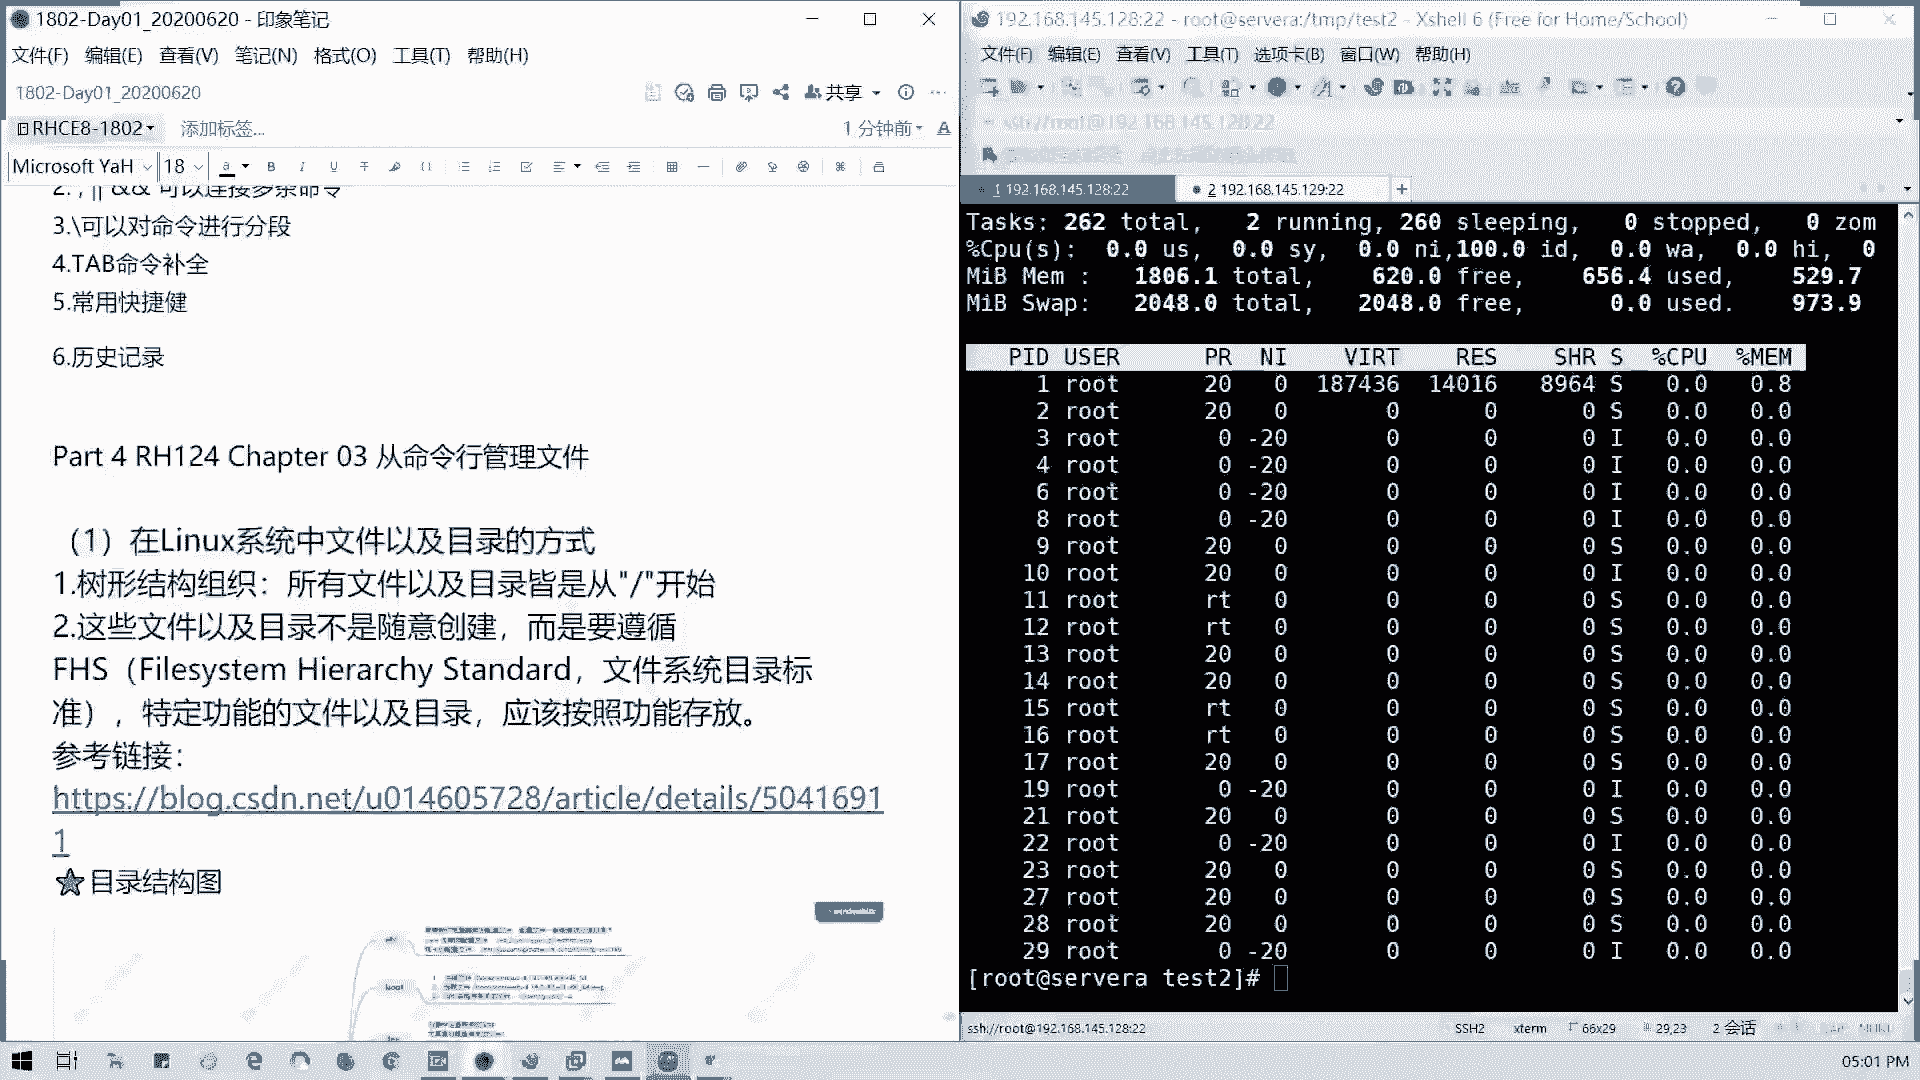 1802-Day01_20200620 - 印象笔记
文件(F) 编辑(E) 查看(V) 笔记(N) 格式(O) 工具(T) 帮助(H)
1802-Day01_20200620
共享
RHCE8-1802
添加标签...
1 分钟前
Microsoft YaH 18
2. ; || && 可以连接多条命令
3.\可以对命令进行分段
4.TAB命令补全
5.常用快捷健
6.历史记录
Part 4 RH124 Chapter 03 从命令行管理文件
（1）在Linux系统中文件以及目录的方式
1.树形结构组织：所有文件以及目录皆是从"/"开始
2.这些文件以及目录不是随意创建，而是要遵循
FHS（Filesystem Hierarchy Standard，文件系统目录标
准），特定功能的文件以及目录，应该按照功能存放。
参考链接：
https://blog.csdn.net/u014605728/article/details/5041691
1
目录结构图
192.168.145.128:22 - root@servera:/tmp/test2 - Xshell 6 (Free for Home/School)
文件(F) 编辑(E) 查看(V) 工具(T) 选项卡(B) 窗口(W) 帮助(H)
ssh://root@192.168.145.128:22
1 192.168.145.128:22
2 192.168.145.129:22
Tasks: 262 total, 2 running, 260 sleeping, 0 stopped, 0 zom
%Cpu(s): 0.0 us, 0.0 sy, 0.0 ni,100.0 id, 0.0 wa, 0.0 hi, 0
MiB Mem : 1806.1 total, 620.0 free, 656.4 used, 529.7
MiB Swap: 2048.0 total, 2048.0 free, 0.0 used. 973.9
PID USER PR NI VIRT RES SHR S %CPU %MEM
1 root 20 0 187436 14016 8964 S 0.0 0.8
2 root 20 0 0 0 0 S 0.0 0.0
3 root 0 -20 0 0 0 I 0.0 0.0
4 root 0 -20 0 0 0 I 0.0 0.0
6 root 0 -20 0 0 0 I 0.0 0.0
8 root 0 -20 0 0 0 I 0.0 0.0
9 root 20 0 0 0 0 S 0.0 0.0
10 root 20 0 0 0 0 I 0.0 0.0
11 root rt 0 0 0 0 S 0.0 0.0
12 root rt 0 0 0 0 S 0.0 0.0
13 root 20 0 0 0 0 S 0.0 0.0
14 root 20 0 0 0 0 S 0.0 0.0
15 root rt 0 0 0 0 S 0.0 0.0
16 root rt 0 0 0 0 S 0.0 0.0
17 root 20 0 0 0 0 S 0.0 0.0
19 root 0 -20 0 0 0 I 0.0 0.0
21 root 20 0 0 0 0 S 0.0 0.0
22 root 0 -20 0 0 0 I 0.0 0.0
23 root 20 0 0 0 0 S 0.0 0.0
27 root 20 0 0 0 0 S 0.0 0.0
28 root 20 0 0 0 0 S 0.0 0.0
29 root 0 -20 0 0 0 I 0.0 0.0
[root@servera test2]#
ssh://root@192.168.145.128:22 SSH2 xterm 66x29 29,23 2 会话
05:01 PM